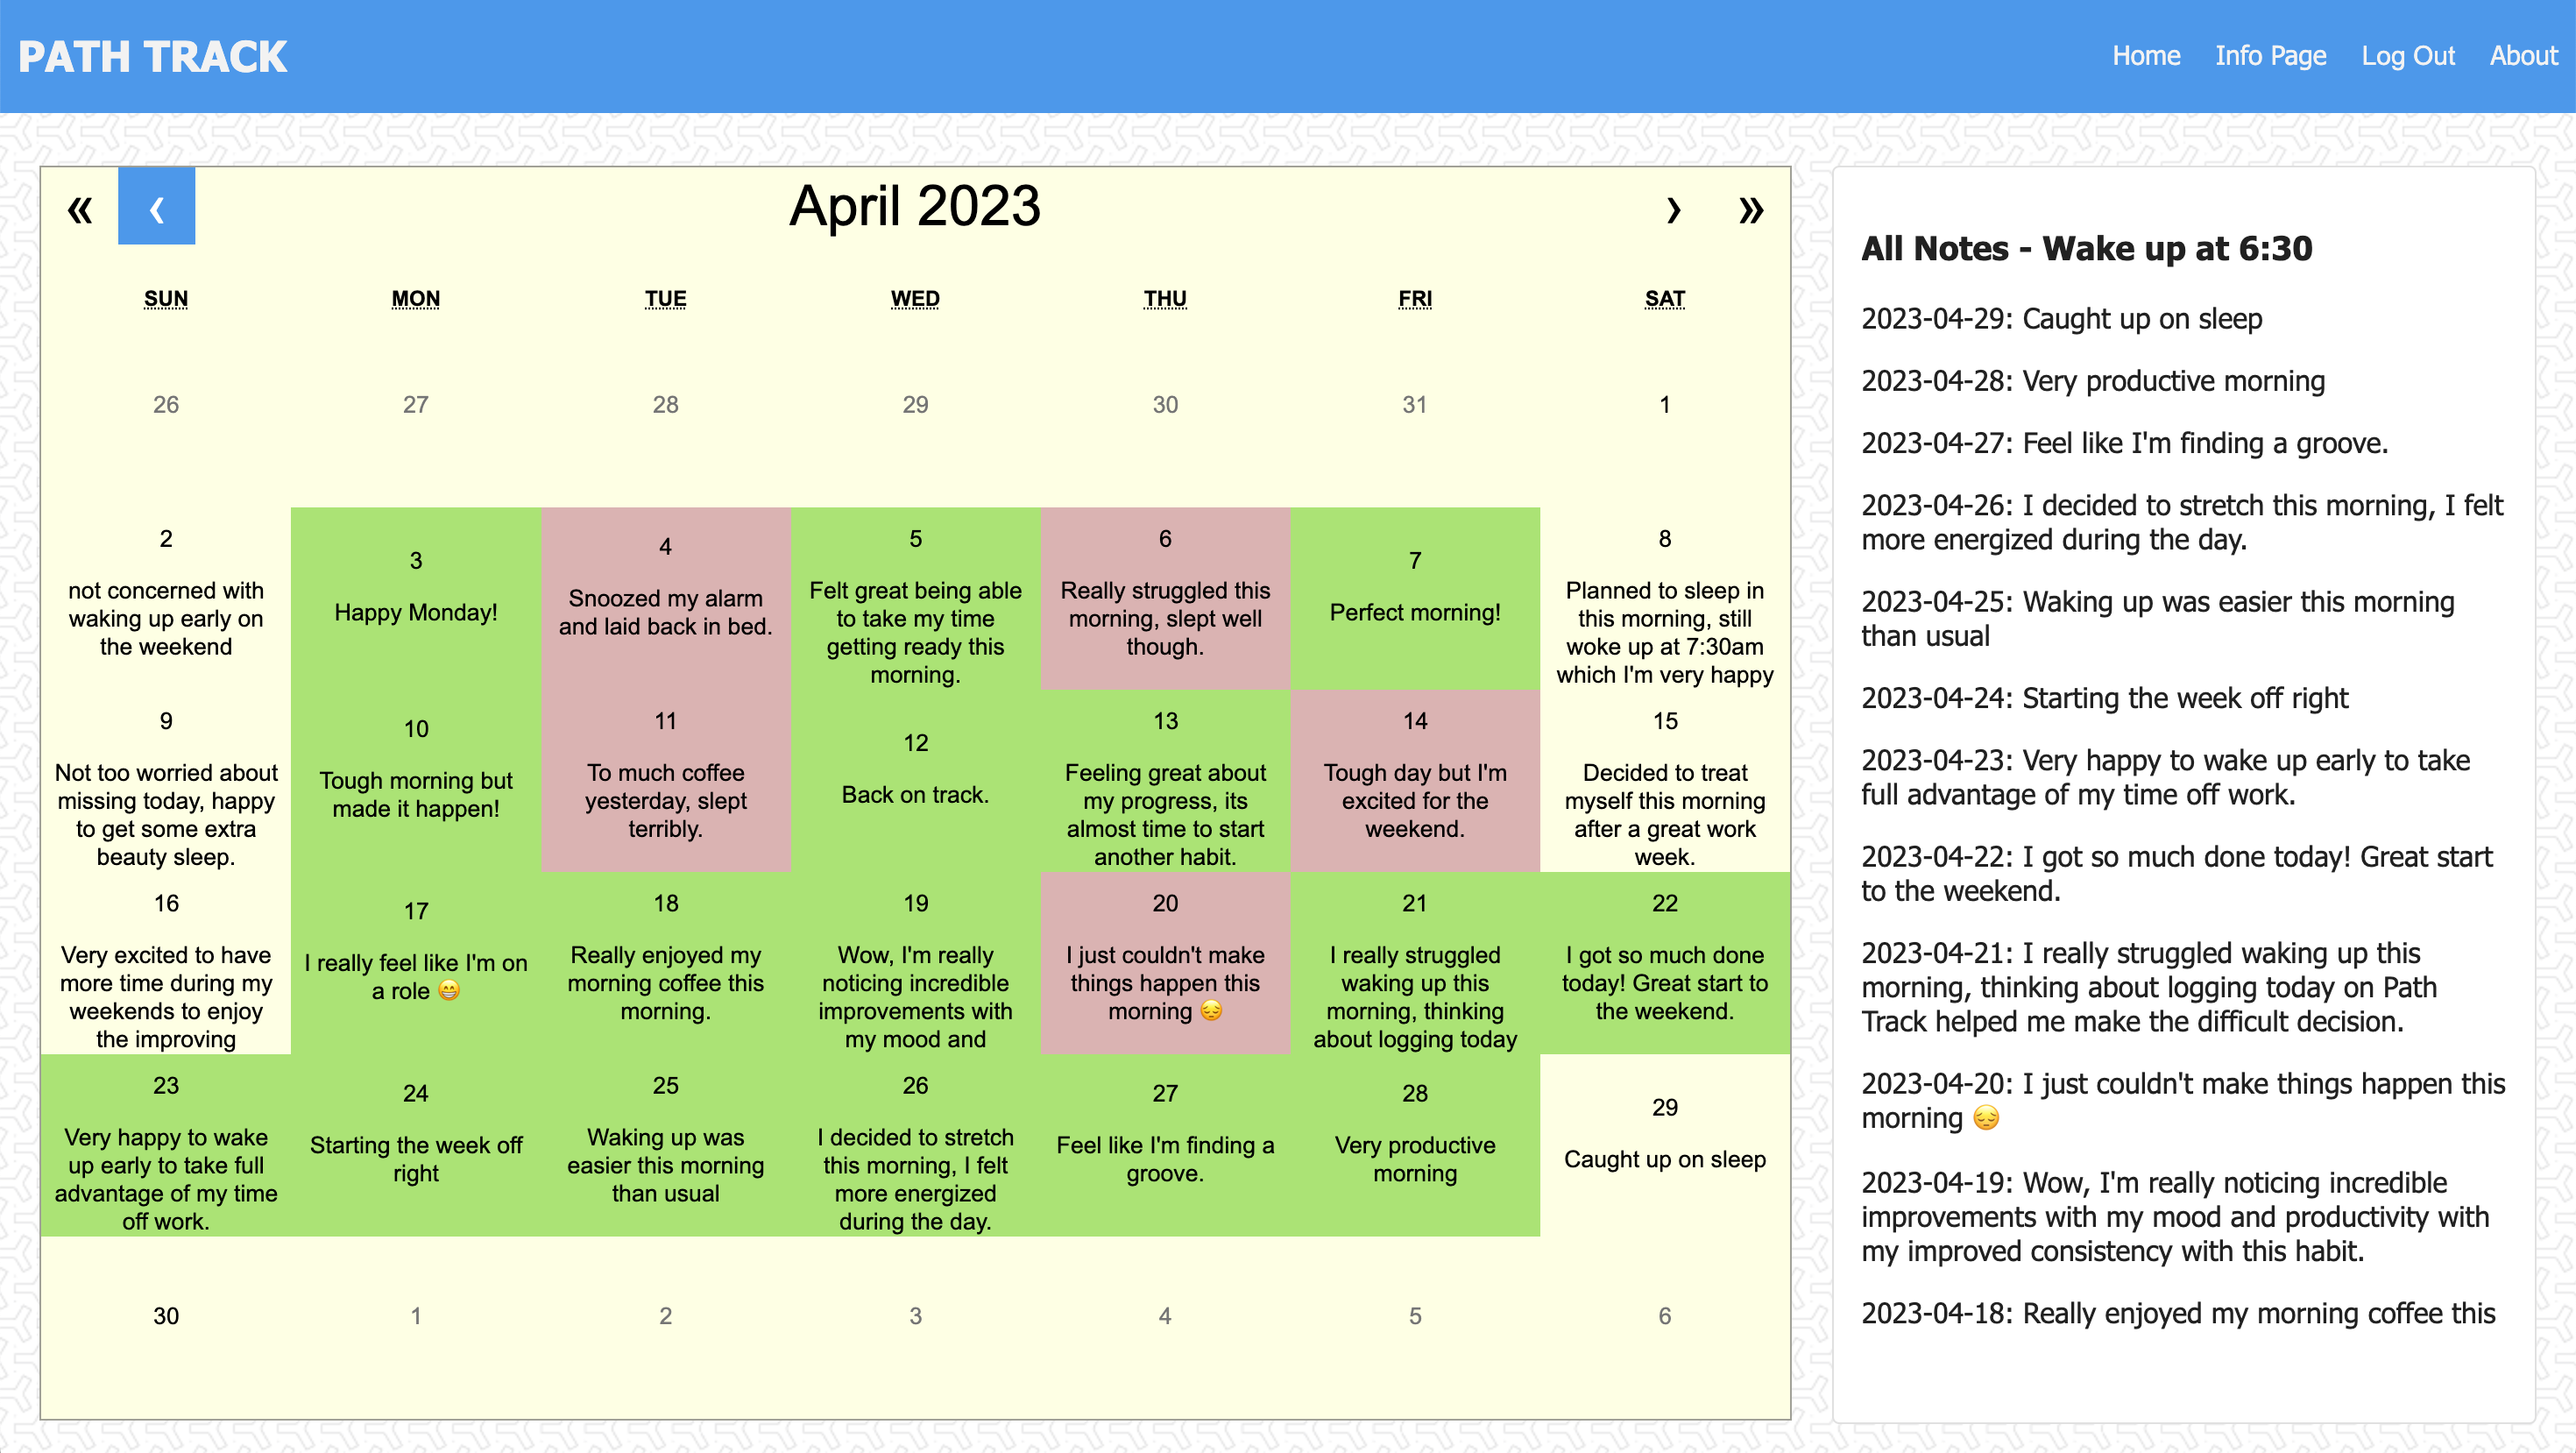 PATH TRACK
Home Info Page Log Out About
« ‹ April 2023 › »
SUN MON TUE WED THU FRI SAT
26 27 28 29 30 31 1
2
not concerned with
waking up early on
the weekend
3
Happy Monday!
4
Snoozed my alarm
and laid back in bed.
5
Felt great being able
to take my time
getting ready this
morning.
6
Really struggled this
morning, slept well
though.
7
Perfect morning!
8
Planned to sleep in
this morning, still
woke up at 7:30am
which I'm very happy
9
Not too worried about
missing today, happy
to get some extra
beauty sleep.
10
Tough morning but
made it happen!
11
To much coffee
yesterday, slept
terribly.
12
Back on track.
13
Feeling great about
my progress, its
almost time to start
another habit.
14
Tough day but I'm
excited for the
weekend.
15
Decided to treat
myself this morning
after a great work
week.
16
Very excited to have
more time during my
weekends to enjoy
the improving
17
I really feel like I'm on
a role 😁
18
Really enjoyed my
morning coffee this
morning.
19
Wow, I'm really
noticing incredible
improvements with
my mood and
20
I just couldn't make
things happen this
morning 😔
21
I really struggled
waking up this
morning, thinking
about logging today
22
I got so much done
today! Great start to
the weekend.
23
Very happy to wake
up early to take full
advantage of my time
off work.
24
Starting the week off
right
25
Waking up was
easier this morning
than usual
26
I decided to stretch
this morning, I felt
more energized
during the day.
27
Feel like I'm finding a
groove.
28
Very productive
morning
29
Caught up on sleep
30 1 2 3 4 5 6
All Notes - Wake up at 6:30
2023-04-29: Caught up on sleep
2023-04-28: Very productive morning
2023-04-27: Feel like I'm finding a groove.
2023-04-26: I decided to stretch this morning, I felt
more energized during the day.
2023-04-25: Waking up was easier this morning
than usual
2023-04-24: Starting the week off right
2023-04-23: Very happy to wake up early to take
full advantage of my time off work.
2023-04-22: I got so much done today! Great start
to the weekend.
2023-04-21: I really struggled waking up this
morning, thinking about logging today on Path
Track helped me make the difficult decision.
2023-04-20: I just couldn't make things happen this
morning 😔
2023-04-19: Wow, I'm really noticing incredible
improvements with my mood and productivity with
my improved consistency with this habit.
2023-04-18: Really enjoyed my morning coffee this